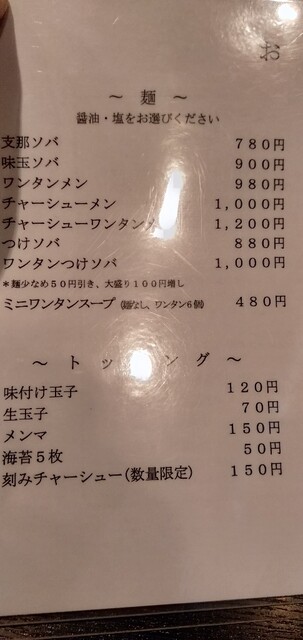 お
～ 麺 ～
醤油・塩をお選びください
支那ソバ 780円
味玉ソバ 900円
ワンタンメン 980円
チャーシューメン 1,000円
チャーシューワンタンメン 1,200円
つけソバ 880円
ワンタンつけソバ 1,000円
＊麺少なめ50円引き、大盛り100円増し
ミニワンタンスープ（麺なし、ワンタン6個） 480円
～ トッピング ～
味付け玉子 120円
生玉子 70円
メンマ 150円
海苔5枚 50円
刻みチャーシュー（数量限定） 150円